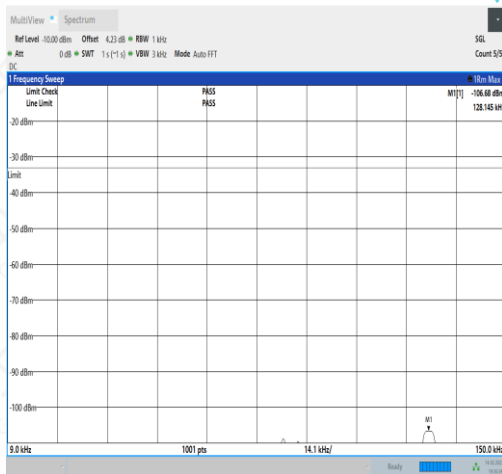 MultiView Spectrum
Ref Level -10.00 dBm Offset 4.23 dB RBW 1 kHz SGL
Att 0 dB SWT 1 s (~1 s) VBW 3 kHz Mode Auto FFT Count 5/5
DC
1 Frequency Sweep 1Rm Max
Limit Check PASS M1[1] -106.68 dBm
Line Limit PASS 128.145 kH
-20 dBm
-30 dBm
Limit
-40 dBm
-50 dBm
-60 dBm
-70 dBm
-80 dBm
-90 dBm
-100 dBm
M1
9.0 kHz 1001 pts 14.1 kHz/ 150.0 kHz
Ready